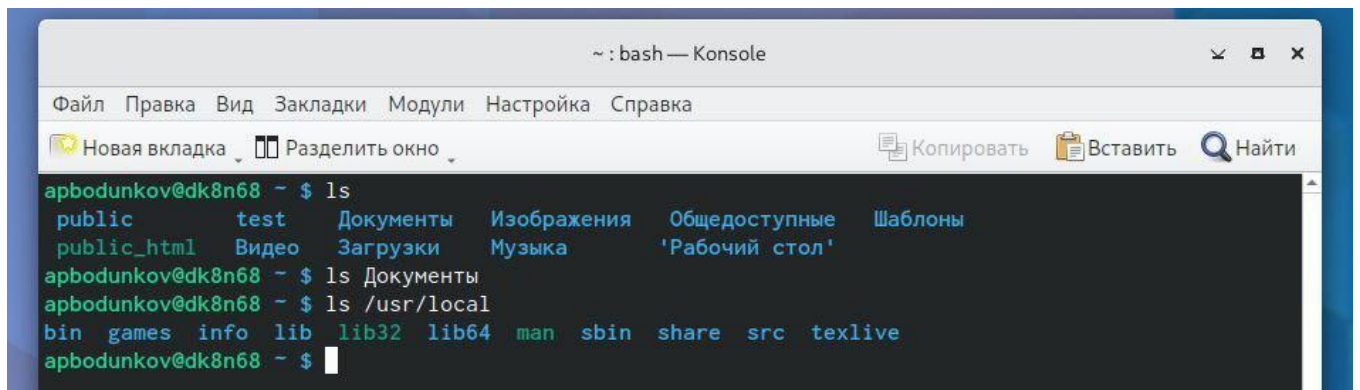 ~ : bash — Konsole
Файл Правка Вид Закладки Модули Настройка Справка
Новая вкладка Разделить окно Копировать Вставить Найти
apbodunkov@dk8n68 ~ $ ls
public test Документы Изображения Общедоступные Шаблоны
public_html Видео Загрузки Музыка 'Рабочий стол'
apbodunkov@dk8n68 ~ $ ls Документы
apbodunkov@dk8n68 ~ $ ls /usr/local
bin games info lib lib32 lib64 man sbin share src texlive
apbodunkov@dk8n68 ~ $